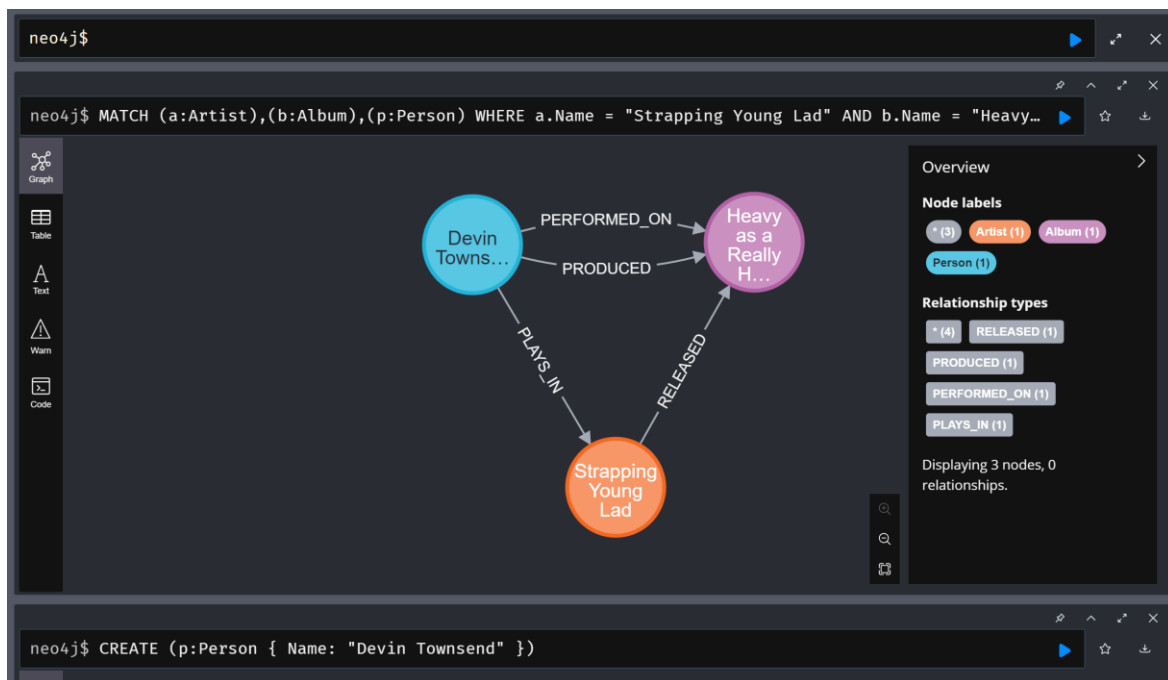 neo4j$
neo4j$ MATCH (a:Artist),(b:Album),(p:Person) WHERE a.Name = "Strapping Young Lad" AND b.Name = "Heavy…
Graph
Table
Text
Warn
Code
Devin
Towns…
PERFORMED_ON
PRODUCED
Heavy
as a
Really
H…
PLAYS_IN
RELEASED
Strapping
Young
Lad
Overview
Node labels
* (3) Artist (1) Album (1)
Person (1)
Relationship types
* (4) RELEASED (1)
PRODUCED (1)
PERFORMED_ON (1)
PLAYS_IN (1)
Displaying 3 nodes, 0
relationships.
neo4j$ CREATE (p:Person { Name: "Devin Townsend" })